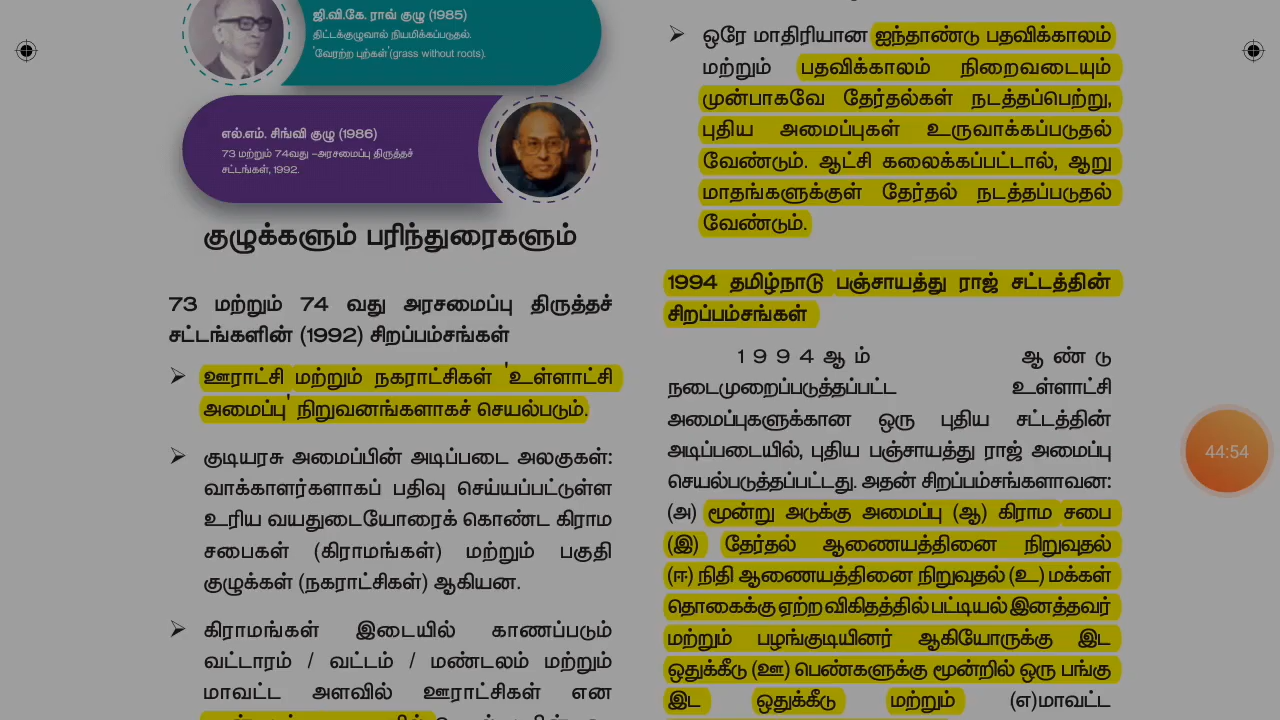 ஜி.வி.கே. ராவ் குழு (1985)
திட்டக்குழுவால் நியமிக்கப்படுதல்.
'வேரற்ற புற்கள்'(grass without roots).
எல்.எம். சிங்வி குழு (1986)
73 மற்றும் 74வது –அரசமைப்பு திருத்தச்
சட்டங்கள், 1992.
குழுக்களும் பரிந்துரைகளும்
73 மற்றும் 74 வது அரசமைப்பு திருத்தச்
சட்டங்களின் (1992) சிறப்பம்சங்கள்
➢ ஊராட்சி மற்றும் நகராட்சிகள் 'உள்ளாட்சி
அமைப்பு' நிறுவனங்களாகச் செயல்படும்.
➢ குடியரசு அமைப்பின் அடிப்படை அலகுகள்:
வாக்காளர்களாகப் பதிவு செய்யப்பட்டுள்ள
உரிய வயதுடையோரைக் கொண்ட கிராம
சபைகள் (கிராமங்கள்) மற்றும் பகுதி
குழுக்கள் (நகராட்சிகள்) ஆகியன.
➢ கிராமங்கள் இடையில் காணப்படும்
வட்டாரம் / வட்டம் / மண்டலம் மற்றும்
மாவட்ட அளவில் ஊராட்சிகள் என
➢ ஒரே மாதிரியான ஐந்தாண்டு பதவிக்காலம்
மற்றும் பதவிக்காலம் நிறைவடையும்
முன்பாகவே தேர்தல்கள் நடத்தப்பெற்று,
புதிய அமைப்புகள் உருவாக்கப்படுதல்
வேண்டும். ஆட்சி கலைக்கப்பட்டால், ஆறு
மாதங்களுக்குள் தேர்தல் நடத்தப்படுதல்
வேண்டும்.
1994 தமிழ்நாடு பஞ்சாயத்து ராஜ் சட்டத்தின்
சிறப்பம்சங்கள்
1994ஆம் ஆண்டு
நடைமுறைப்படுத்தப்பட்ட உள்ளாட்சி
அமைப்புகளுக்கான ஒரு புதிய சட்டத்தின்
அடிப்படையில், புதிய பஞ்சாயத்து ராஜ் அமைப்பு
செயல்படுத்தப்பட்டது. அதன் சிறப்பம்சங்களாவன:
(அ) மூன்று அடுக்கு அமைப்பு (ஆ) கிராம சபை
(இ) தேர்தல் ஆணையத்தினை நிறுவுதல்
(ஈ) நிதி ஆணையத்தினை நிறுவுதல் (உ) மக்கள்
தொகைக்கு ஏற்ற விகிதத்தில் பட்டியல் இனத்தவர்
மற்றும் பழங்குடியினர் ஆகியோருக்கு இட
ஒதுக்கீடு (ஊ) பெண்களுக்கு மூன்றில் ஒரு பங்கு
இட ஒதுக்கீடு மற்றும் (எ)மாவட்ட
44:54